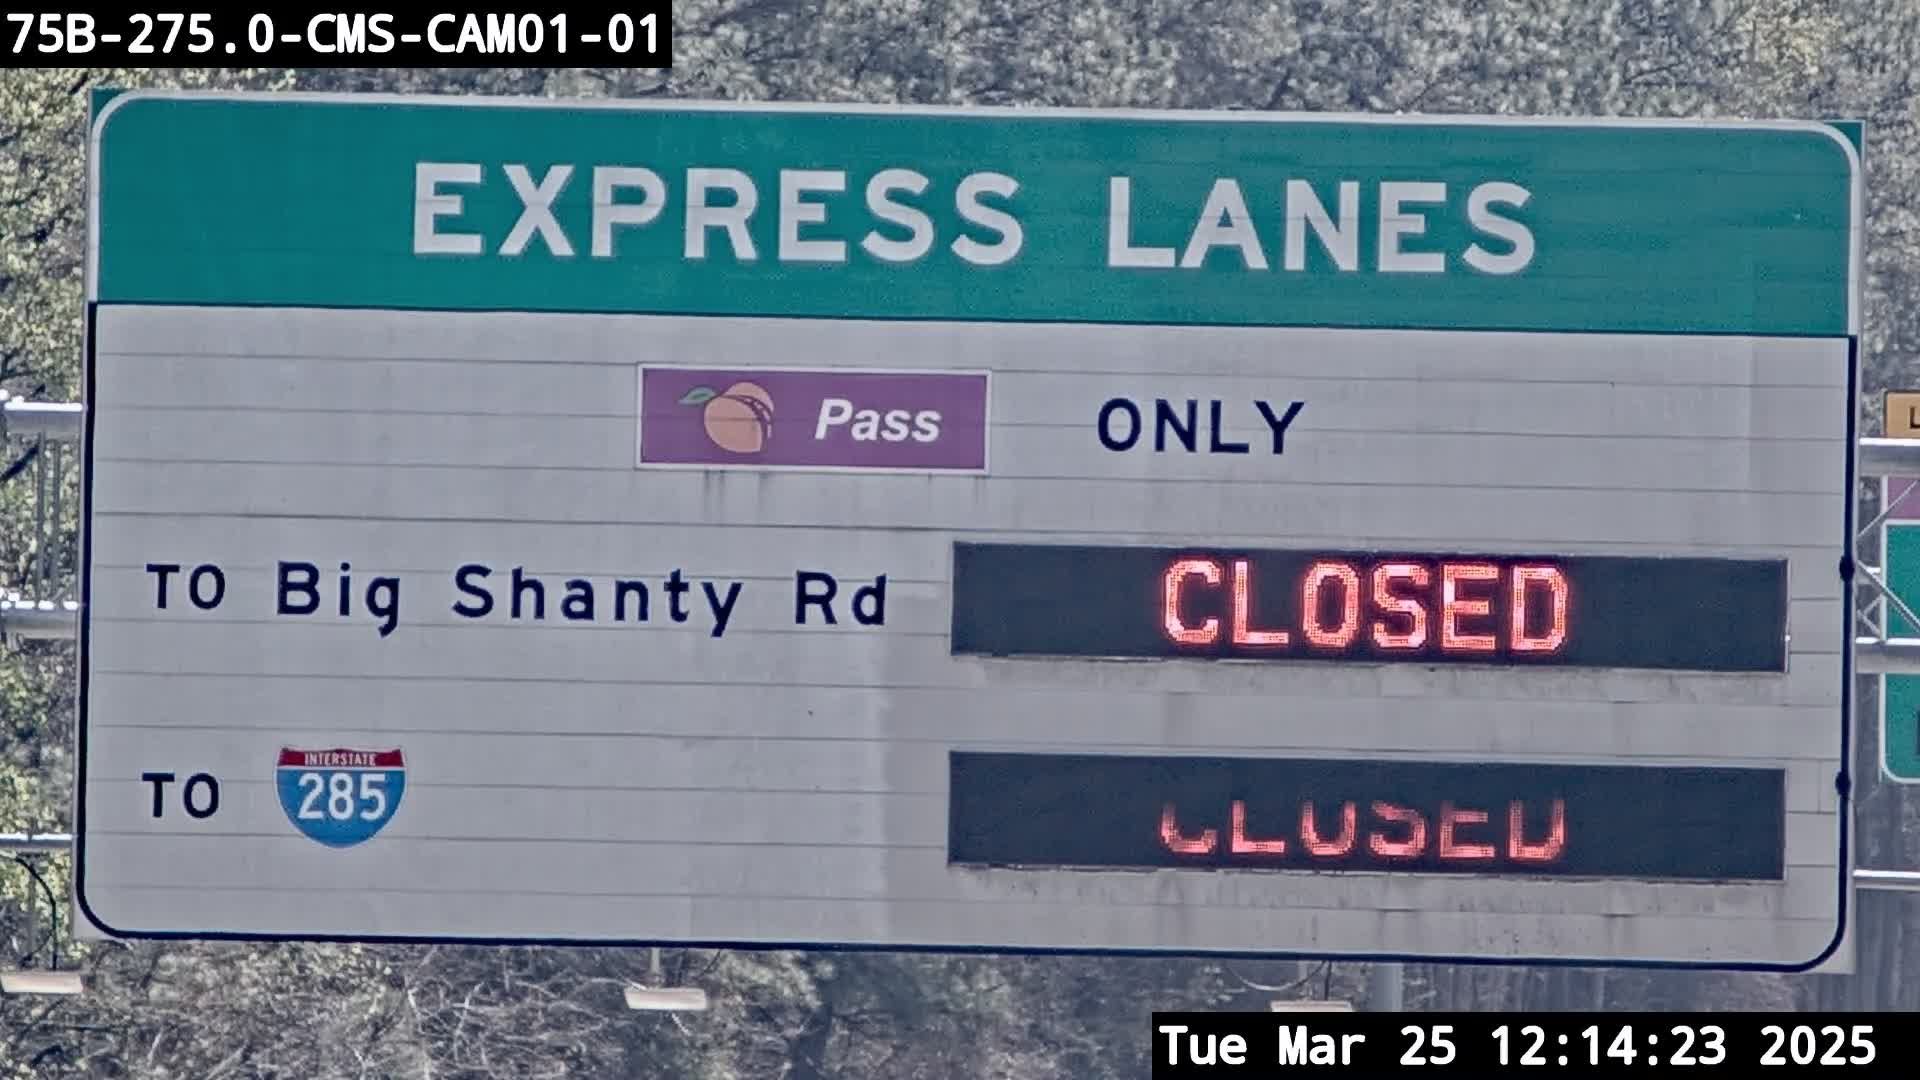 75B-275.0-CMS-CAM01-01
EXPRESS LANES
Pass ONLY
TO Big Shanty Rd CLOSED
INTERSTATE
TO 285 CLOSED
Tue Mar 25 12:14:23 2025